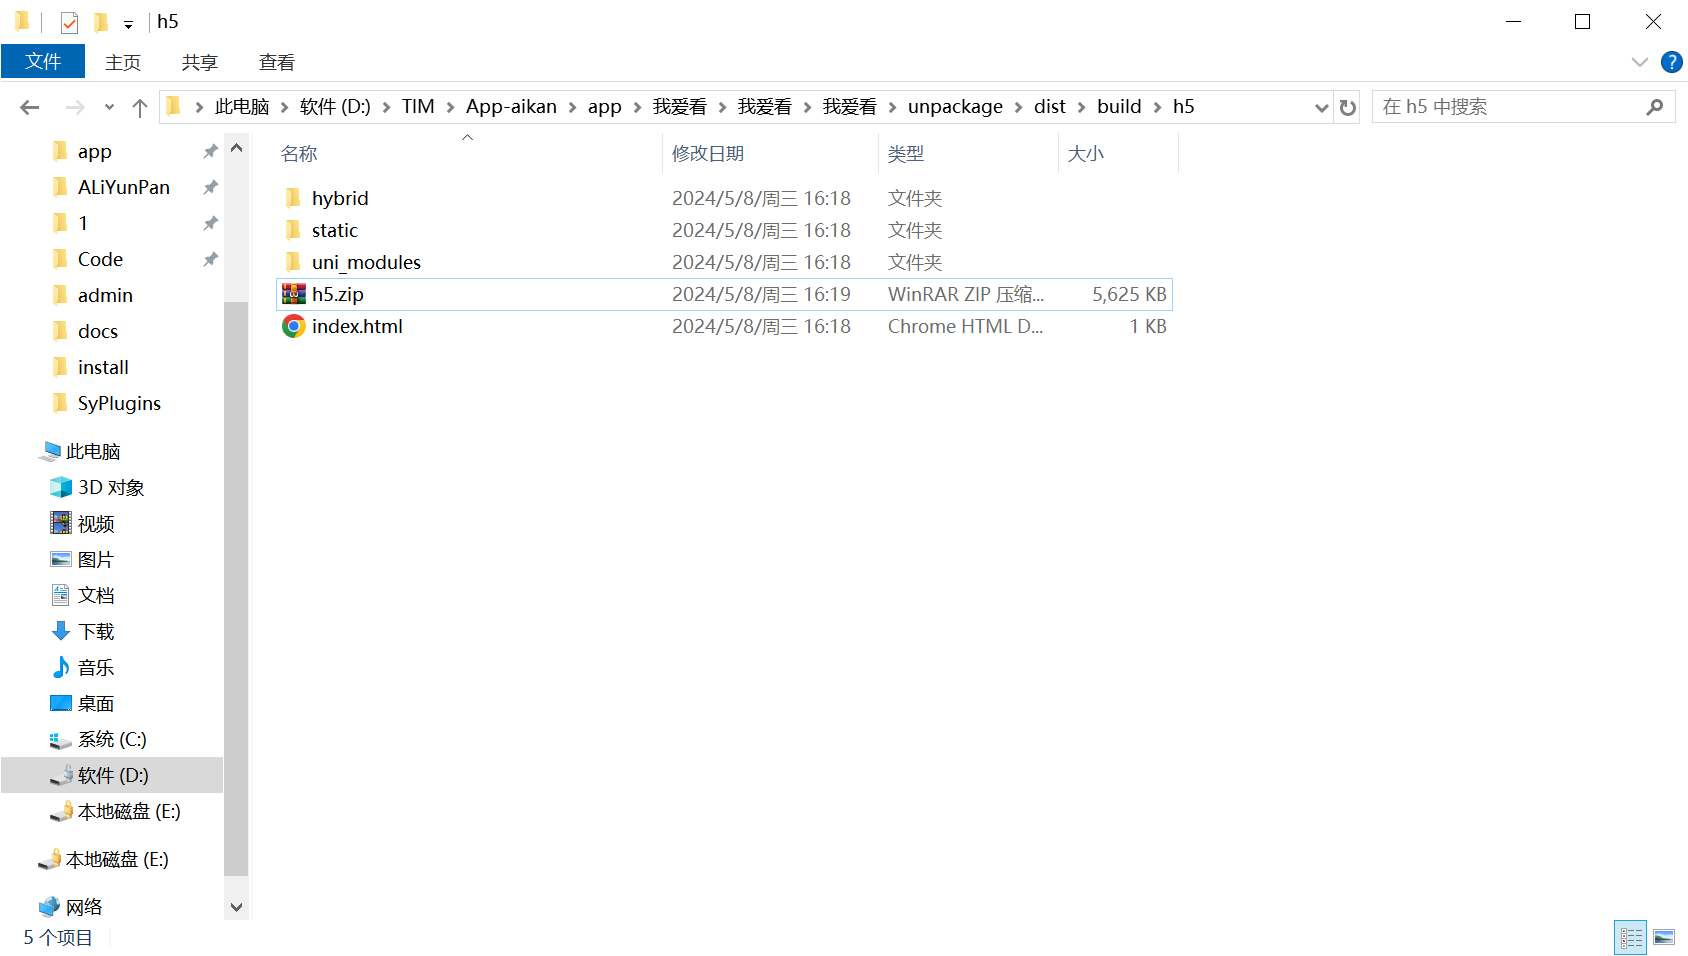 h5
文件 主页 共享 查看
此电脑 软件 (D:) TIM App-aikan app 我爱看 我爱看 我爱看 unpackage dist build h5 在 h5 中搜索
app
ALiYunPan
1
Code
admin
docs
install
SyPlugins
此电脑
3D 对象
视频
图片
文档
下载
音乐
桌面
系统 (C:)
软件 (D:)
本地磁盘 (E:)
本地磁盘 (E:)
网络
名称 修改日期 类型 大小
hybrid 2024/5/8/周三 16:18 文件夹
static 2024/5/8/周三 16:18 文件夹
uni_modules 2024/5/8/周三 16:18 文件夹
h5.zip 2024/5/8/周三 16:19 WinRAR ZIP 压缩... 5,625 KB
index.html 2024/5/8/周三 16:18 Chrome HTML D... 1 KB
5 个项目